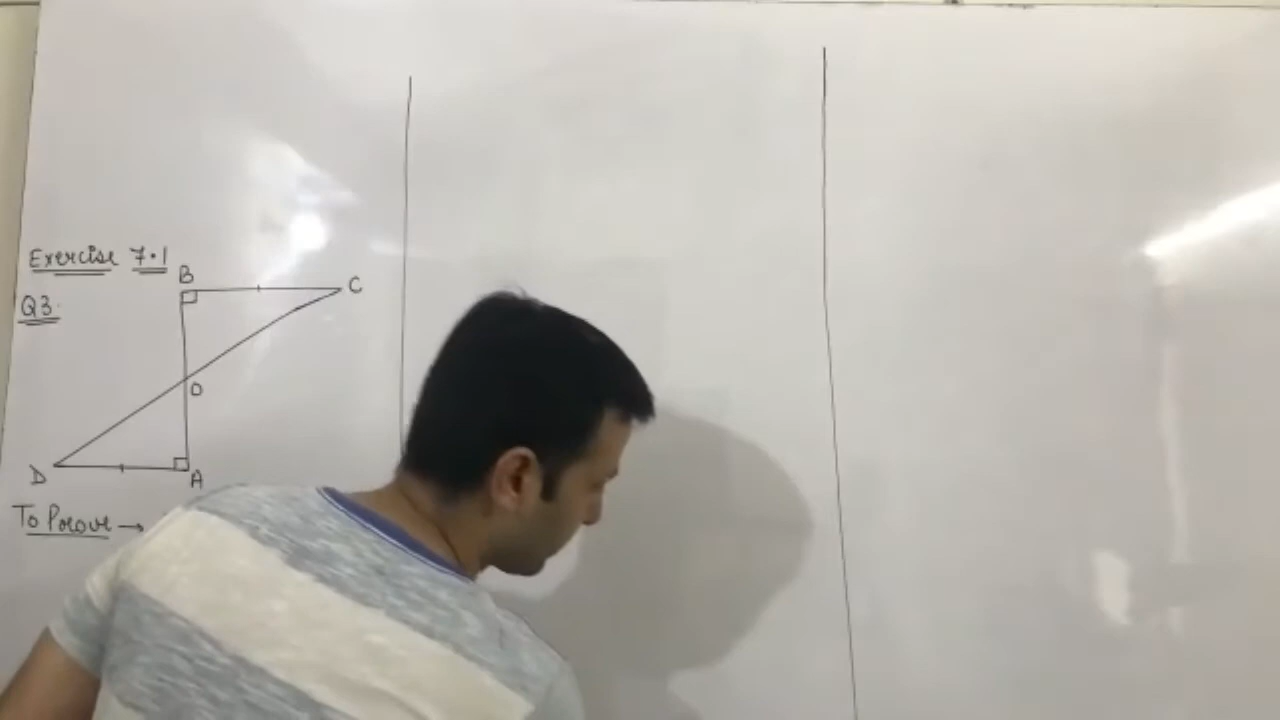 Exercise 7.1
Q3.
B
C
O
D
A
To Prove →